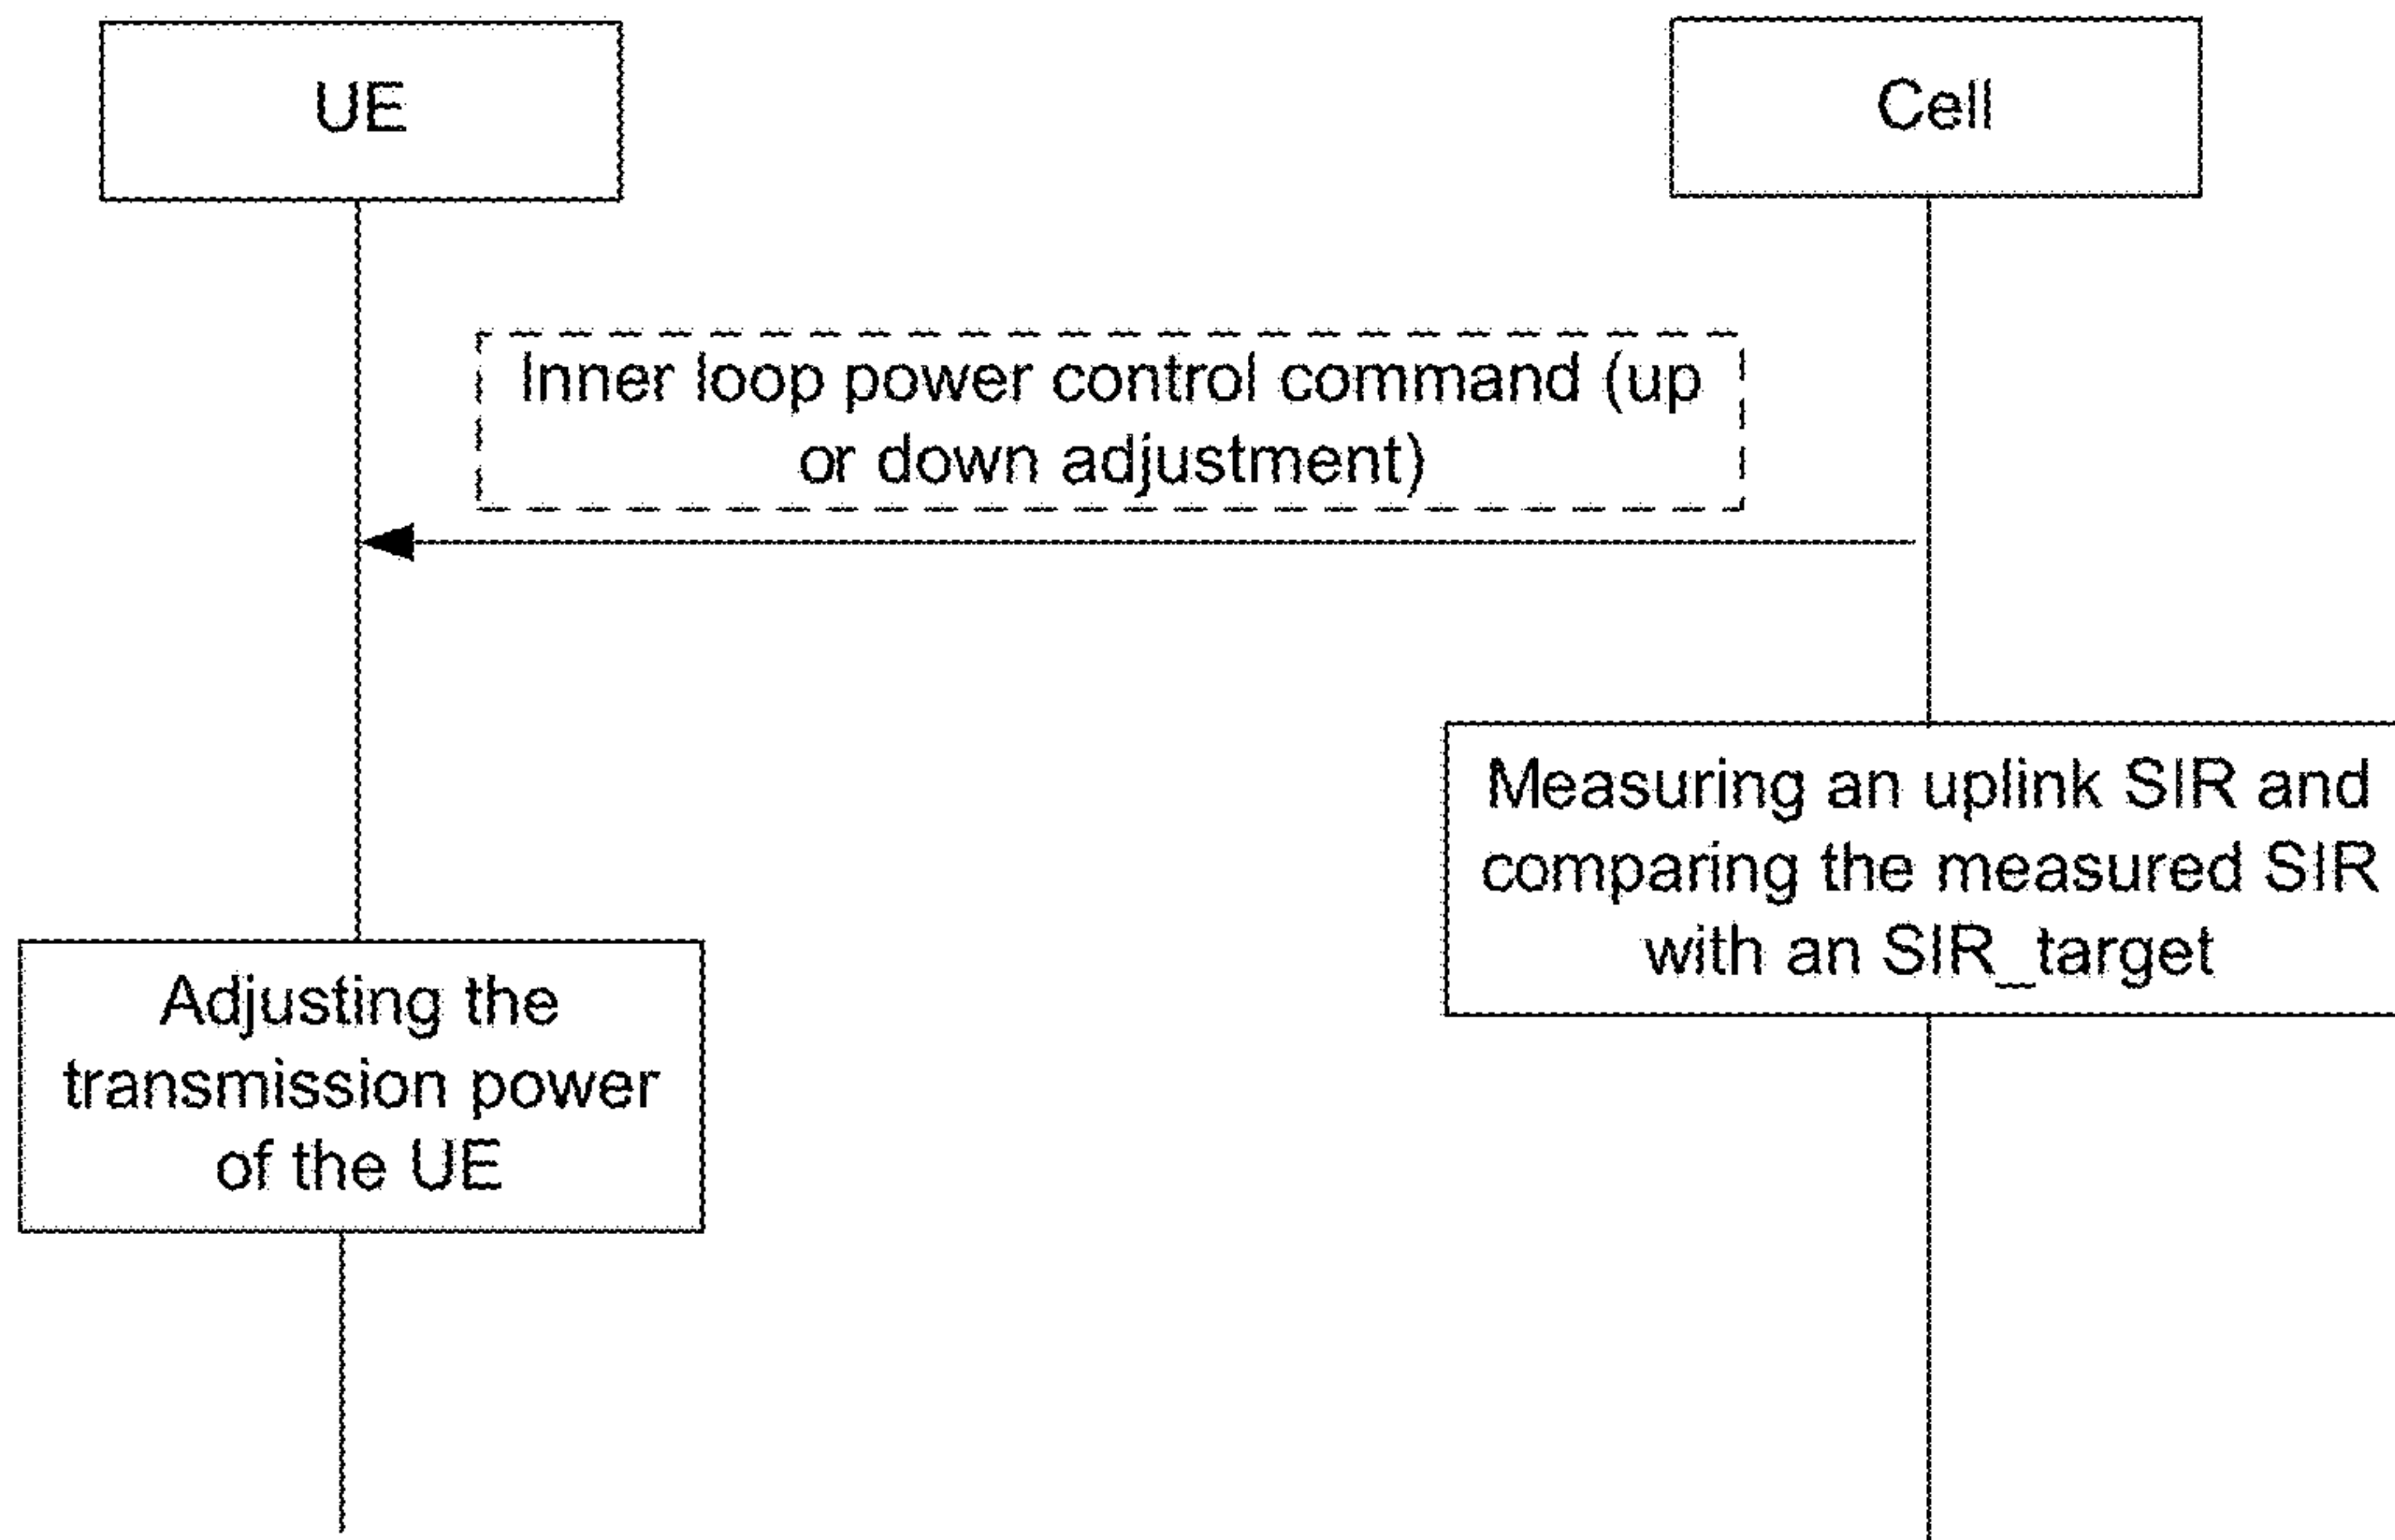 UE
Cell
Inner loop power control command (up
or down adjustment)
Measuring an uplink SIR and
comparing the measured SIR
with an SIR_target
Adjusting the
transmission power
of the UE